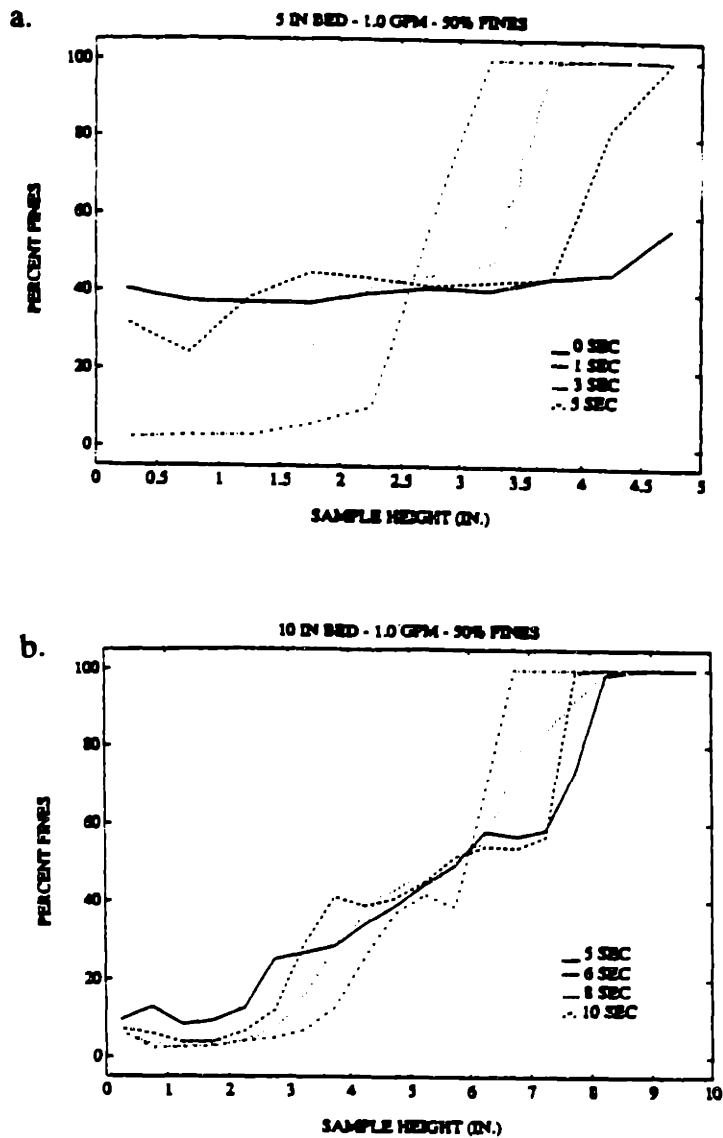 a.
5 IN BED - 1.0 GPM - 50% FINES
100
80
60
40
20
0
PERCENT FINES
0 SEC
1 SEC
3 SEC
5 SEC
0 0.5 1 1.5 2 2.5 3 3.5 4 4.5 5
SAMPLE HEIGHT (IN.)
b.
10 IN BED - 1.0 GPM - 50% FINES
100
80
60
40
20
0
PERCENT FINES
5 SEC
6 SEC
8 SEC
10 SEC
0 1 2 3 4 5 6 7 8 9 10
SAMPLE HEIGHT (IN.)